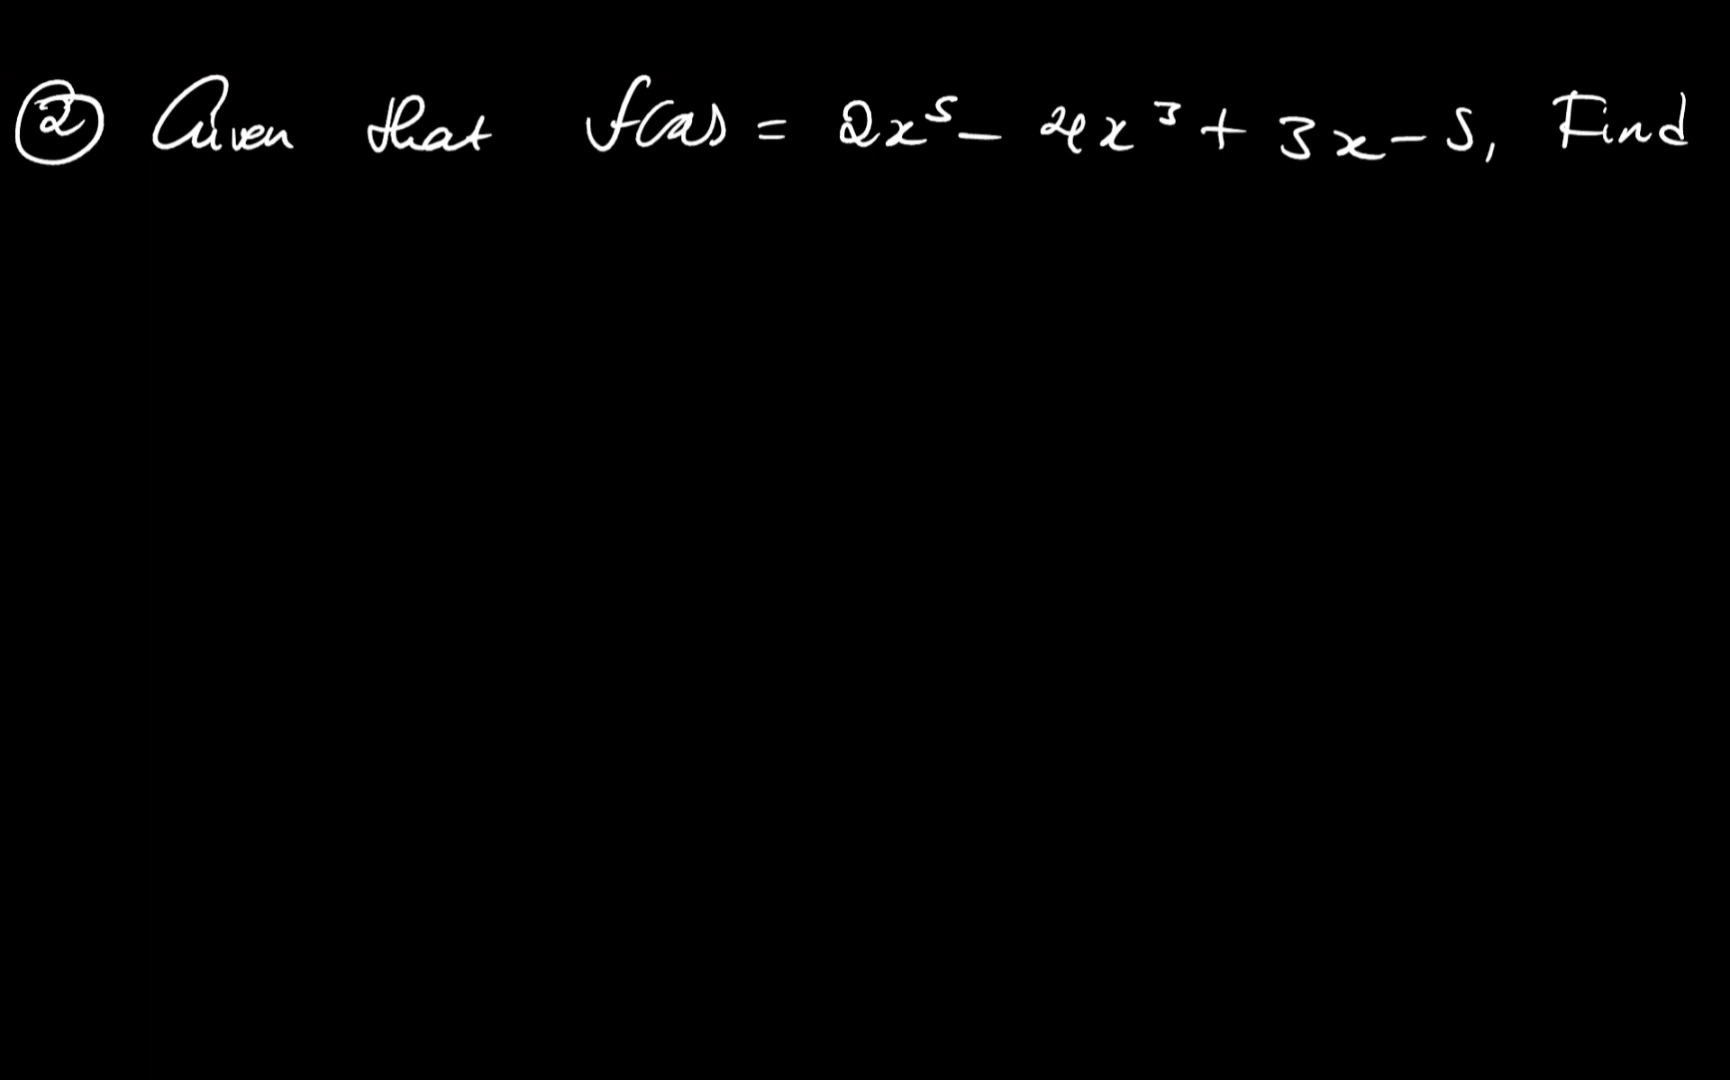 ② Given that f(x) = 2x⁵ - 4x³ + 3x - 5, Find